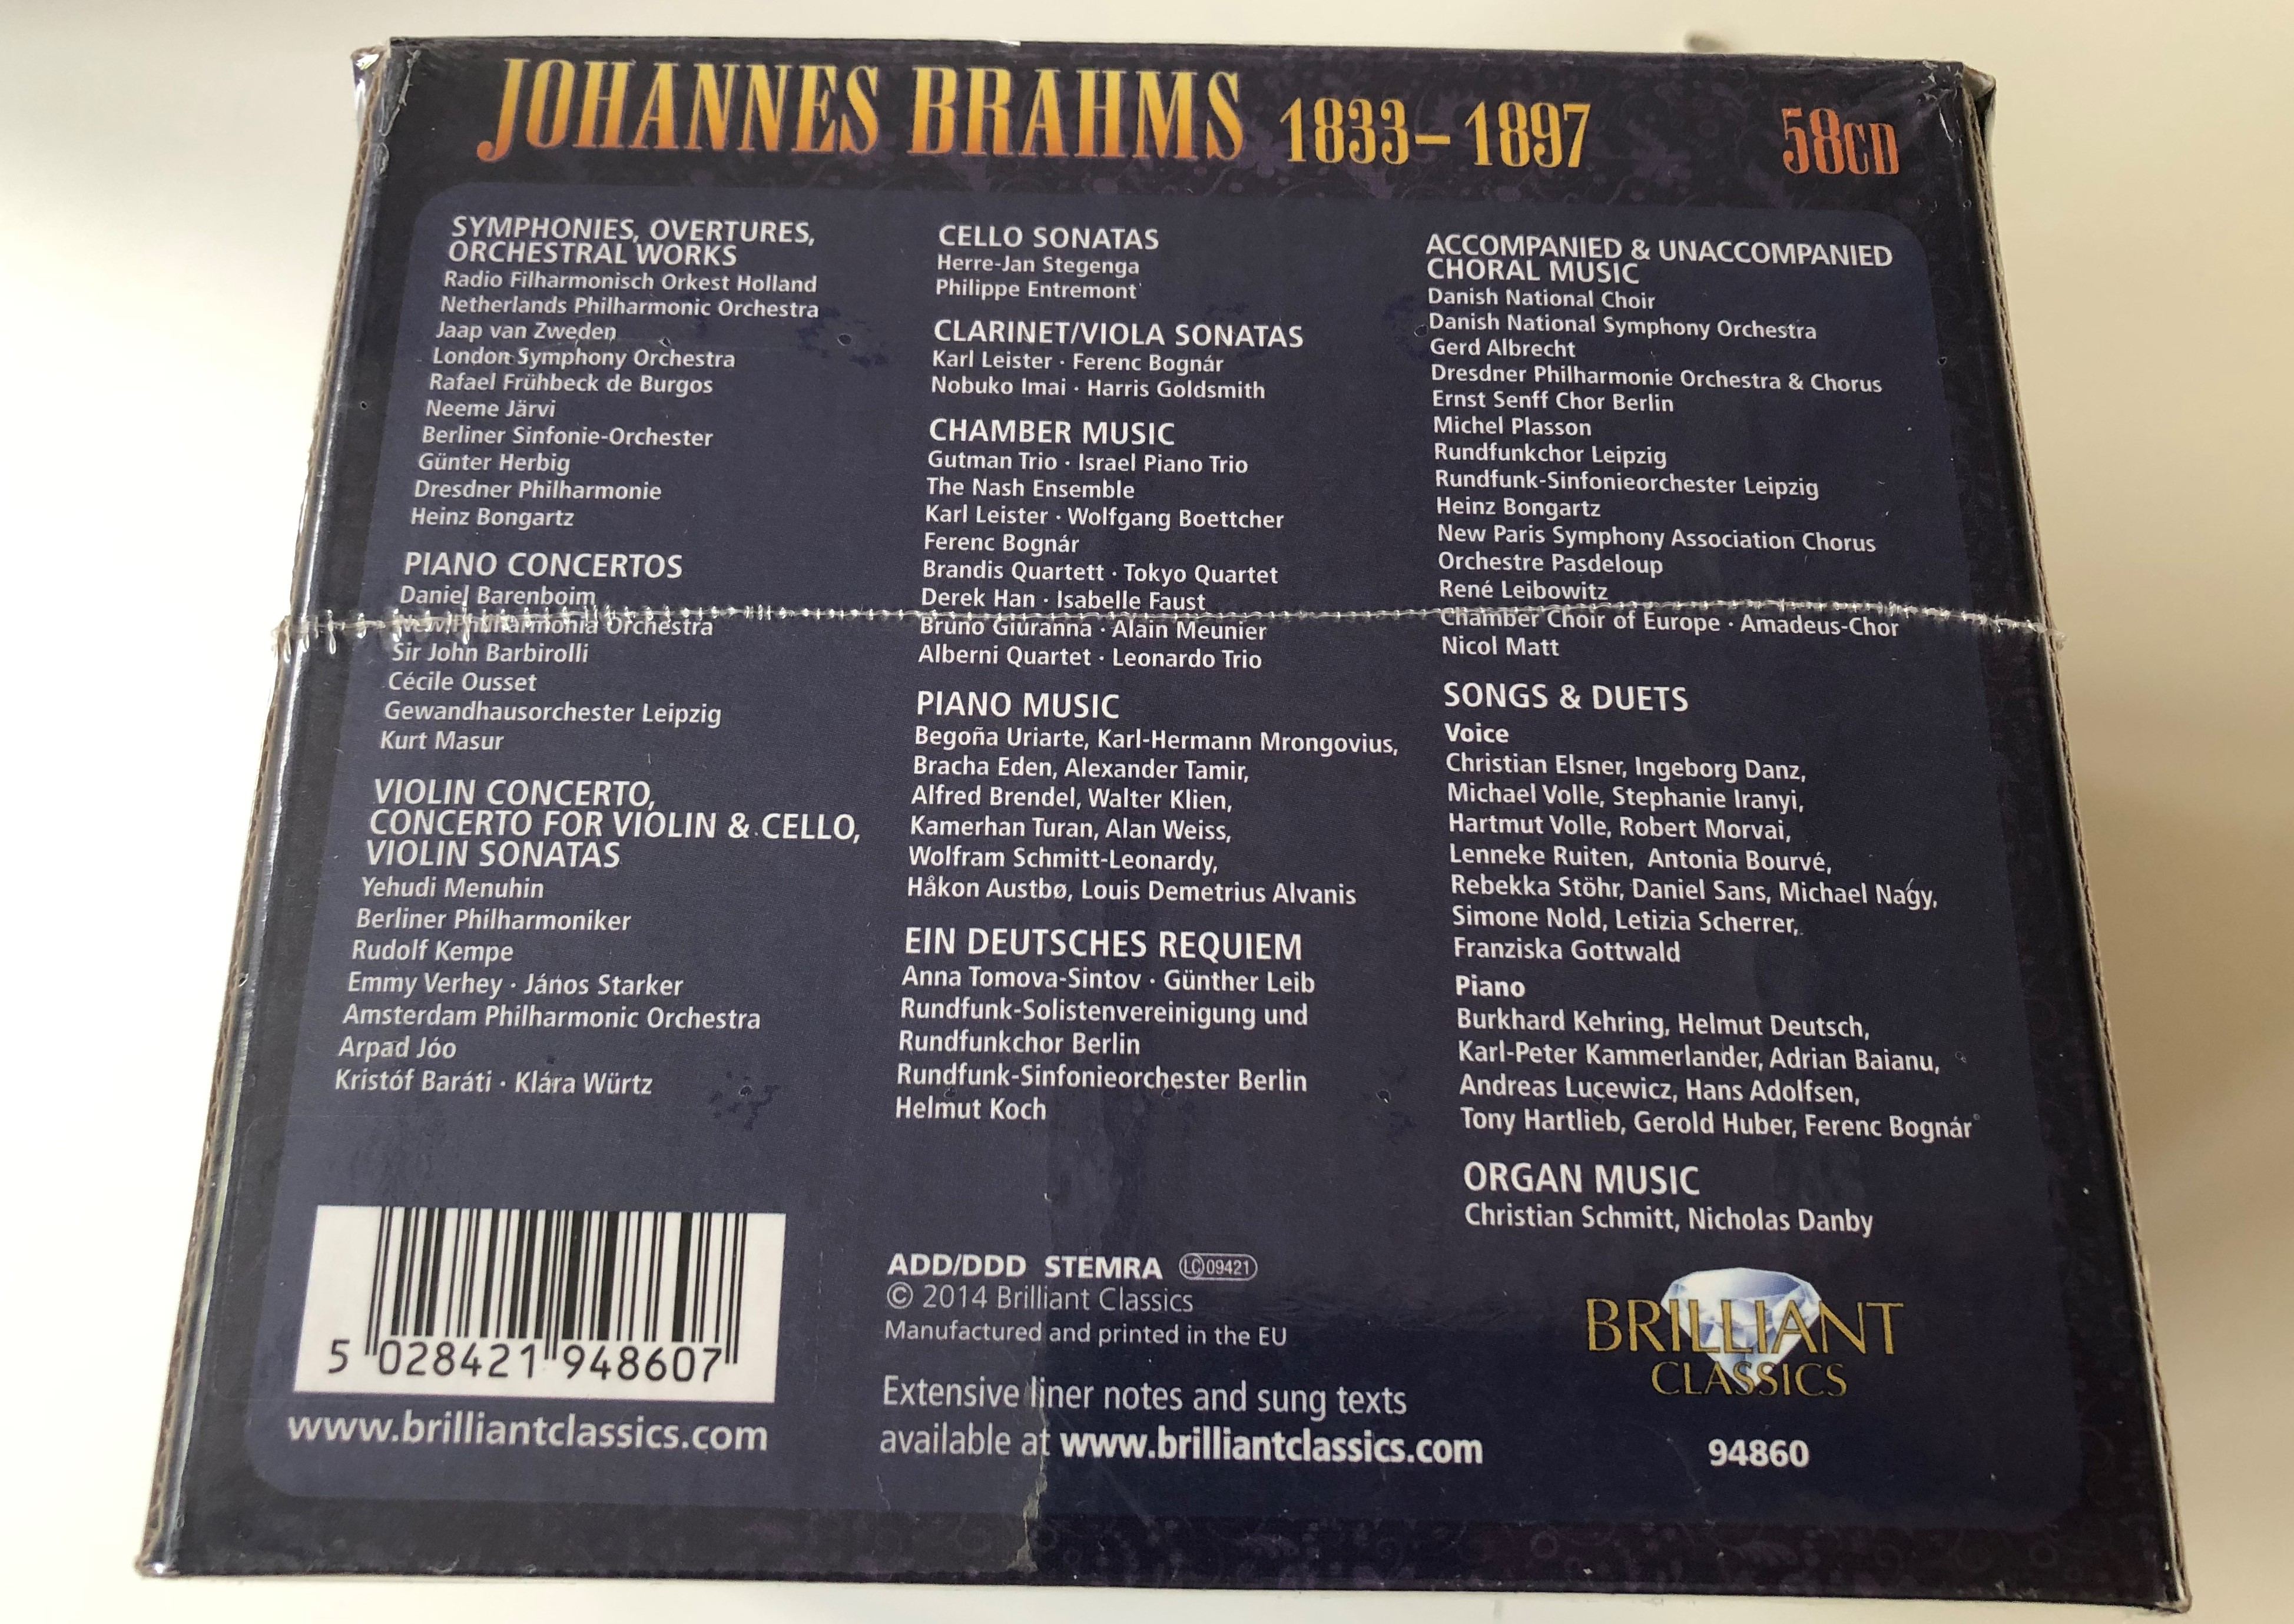 JOHANNES BRAHMS 1833–1897
58CD
SYMPHONIES, OVERTURES,
ORCHESTRAL WORKS
Radio Filharmonisch Orkest Holland
Netherlands Philharmonic Orchestra
Jaap van Zweden
London Symphony Orchestra
Rafael Frühbeck de Burgos
Neeme Järvi
Berliner Sinfonie-Orchester
Günter Herbig
Dresdner Philharmonie
Heinz Bongartz
PIANO CONCERTOS
Daniel Barenboim
New Philharmonia Orchestra
Sir John Barbirolli
Cécile Ousset
Gewandhausorchester Leipzig
Kurt Masur
VIOLIN CONCERTO,
CONCERTO FOR VIOLIN & CELLO,
VIOLIN SONATAS
Yehudi Menuhin
Berliner Philharmoniker
Rudolf Kempe
Emmy Verhey · János Starker
Amsterdam Philharmonic Orchestra
Arpad Jóo
Kristóf Baráti · Klára Würtz
5 028421 948607
www.brilliantclassics.com
CELLO SONATAS
Herre-Jan Stegenga
Philippe Entremont
CLARINET/VIOLA SONATAS
Karl Leister · Ferenc Bognár
Nobuko Imai · Harris Goldsmith
CHAMBER MUSIC
Gutman Trio · Israel Piano Trio
The Nash Ensemble
Karl Leister · Wolfgang Boettcher
Ferenc Bognár
Brandis Quartett · Tokyo Quartet
Derek Han · Isabelle Faust
Bruno Giuranna · Alain Meunier
Alberni Quartet · Leonardo Trio
PIANO MUSIC
Begoña Uriarte, Karl-Hermann Mrongovius,
Bracha Eden, Alexander Tamir,
Alfred Brendel, Walter Klien,
Kamerhan Turan, Alan Weiss,
Wolfram Schmitt-Leonardy,
Håkon Austbø, Louis Demetrius Alvanis
EIN DEUTSCHES REQUIEM
Anna Tomova-Sintov · Günther Leib
Rundfunk-Solistenvereinigung und
Rundfunkchor Berlin
Rundfunk-Sinfonieorchester Berlin
Helmut Koch
ADD/DDD STEMRA LC 09421
© 2014 Brilliant Classics
Manufactured and printed in the EU
Extensive liner notes and sung texts
available at www.brilliantclassics.com
ACCOMPANIED & UNACCOMPANIED
CHORAL MUSIC
Danish National Choir
Danish National Symphony Orchestra
Gerd Albrecht
Dresdner Philharmonie Orchestra & Chorus
Ernst Senff Chor Berlin
Michel Plasson
Rundfunkchor Leipzig
Rundfunk-Sinfonieorchester Leipzig
Heinz Bongartz
New Paris Symphony Association Chorus
Orchestre Pasdeloup
René Leibowitz
Chamber Choir of Europe · Amadeus-Chor
Nicol Matt
SONGS & DUETS
Voice
Christian Elsner, Ingeborg Danz,
Michael Volle, Stephanie Iranyi,
Hartmut Volle, Robert Morvai,
Lenneke Ruiten, Antonia Bourvé,
Rebekka Stöhr, Daniel Sans, Michael Nagy,
Simone Nold, Letizia Scherrer,
Franziska Gottwald
Piano
Burkhard Kehring, Helmut Deutsch,
Karl-Peter Kammerlander, Adrian Baianu,
Andreas Lucewicz, Hans Adolfsen,
Tony Hartlieb, Gerold Huber, Ferenc Bognár
ORGAN MUSIC
Christian Schmitt, Nicholas Danby
BRILLIANT
CLASSICS
94860